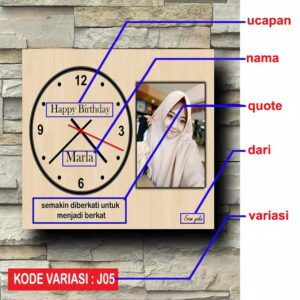 ucapan
12
Happy Birthday
nama
9
3
Marla
quote
6
dari
semakin diberkati untuk
menjadi berkat
From yolo
variasi
KODE VARIASI : J05